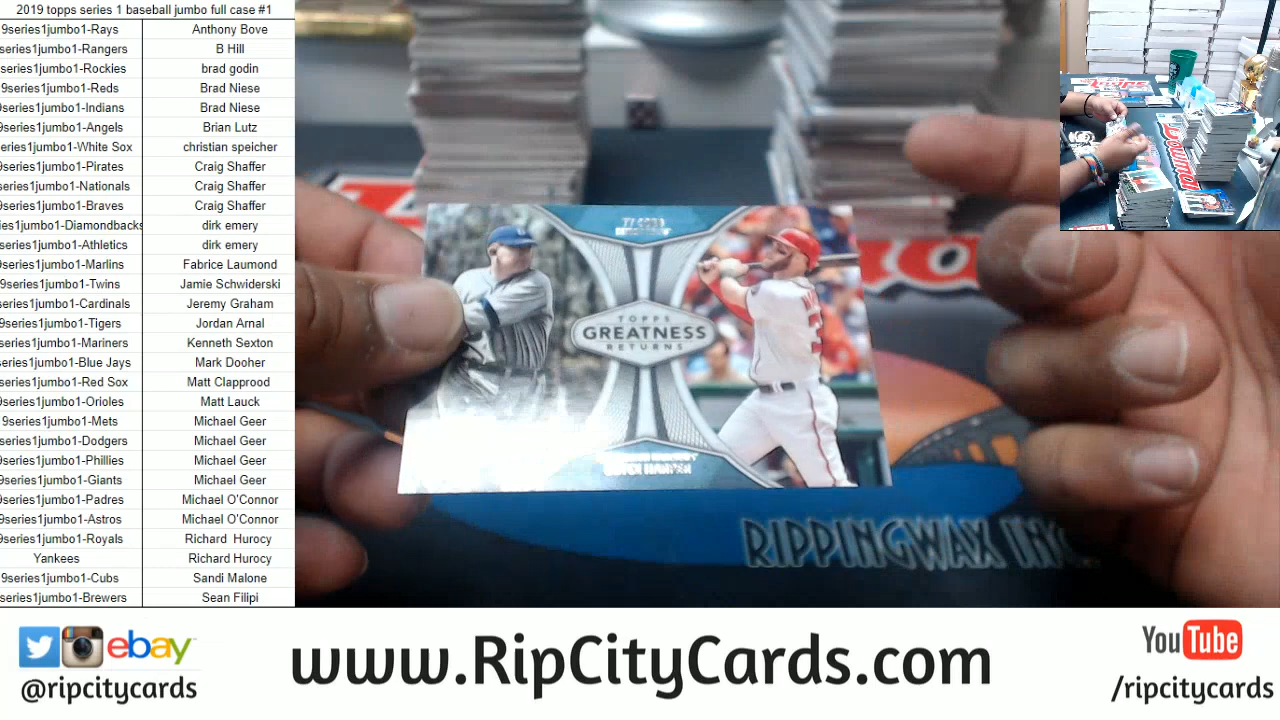 2019 topps series 1 baseball jumbo full case #1
9series1jumbo1-Rays Anthony Bove
series1jumbo1-Rangers B Hill
series1jumbo1-Rockies brad godin
9series1jumbo1-Reds Brad Niese
9series1jumbo1-Indians Brad Niese
series1jumbo1-Angels Brian Lutz
eries1jumbo1-White Sox christian speicher
series1jumbo1-Pirates Craig Shaffer
series1jumbo1-Nationals Craig Shaffer
series1jumbo1-Braves Craig Shaffer
ies1jumbo1-Diamondbacks dirk emery
series1jumbo1-Athletics dirk emery
series1jumbo1-Marlins Fabrice Laumond
9series1jumbo1-Twins Jamie Schwiderski
series1jumbo1-Cardinals Jeremy Graham
9series1jumbo1-Tigers Jordan Arnal
series1jumbo1-Mariners Kenneth Sexton
eries1jumbo1-Blue Jays Mark Dooher
series1jumbo1-Red Sox Matt Clapprood
series1jumbo1-Orioles Matt Lauck
9series1jumbo1-Mets Michael Geer
series1jumbo1-Dodgers Michael Geer
series1jumbo1-Phillies Michael Geer
9series1jumbo1-Giants Michael Geer
9series1jumbo1-Padres Michael O'Connor
9series1jumbo1-Astros Michael O'Connor
9series1jumbo1-Royals Richard Hurocy
Yankees Richard Hurocy
9series1jumbo1-Cubs Sandi Malone
series1jumbo1-Brewers Sean Filipi
TOPPS
GREATNESS
RETURNS
RIPPINGWAX INC.
ebay
@ripcitycards
www.RipCityCards.com
YouTube
/ripcitycards